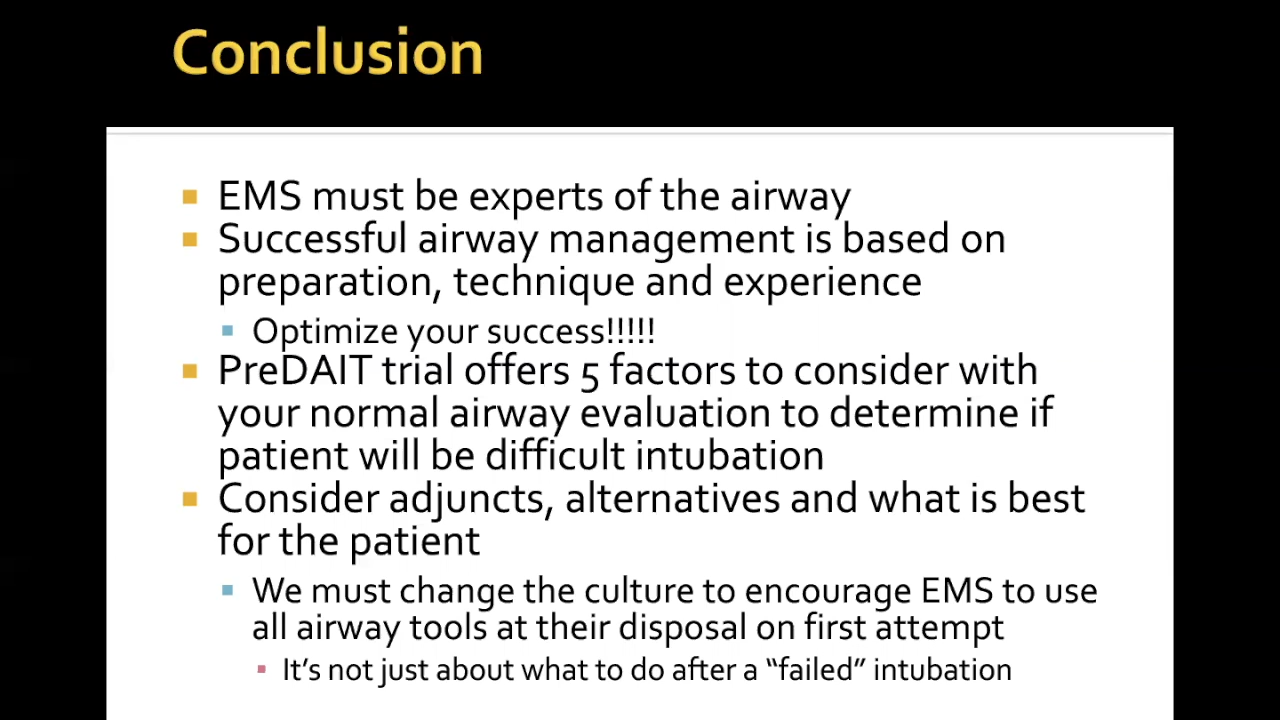 Conclusion
EMS must be experts of the airway
Successful airway management is based on
preparation, technique and experience
Optimize your success!!!!!
PreDAIT trial offers 5 factors to consider with
your normal airway evaluation to determine if
patient will be difficult intubation
Consider adjuncts, alternatives and what is best
for the patient
We must change the culture to encourage EMS to use
all airway tools at their disposal on first attempt
It’s not just about what to do after a “failed” intubation